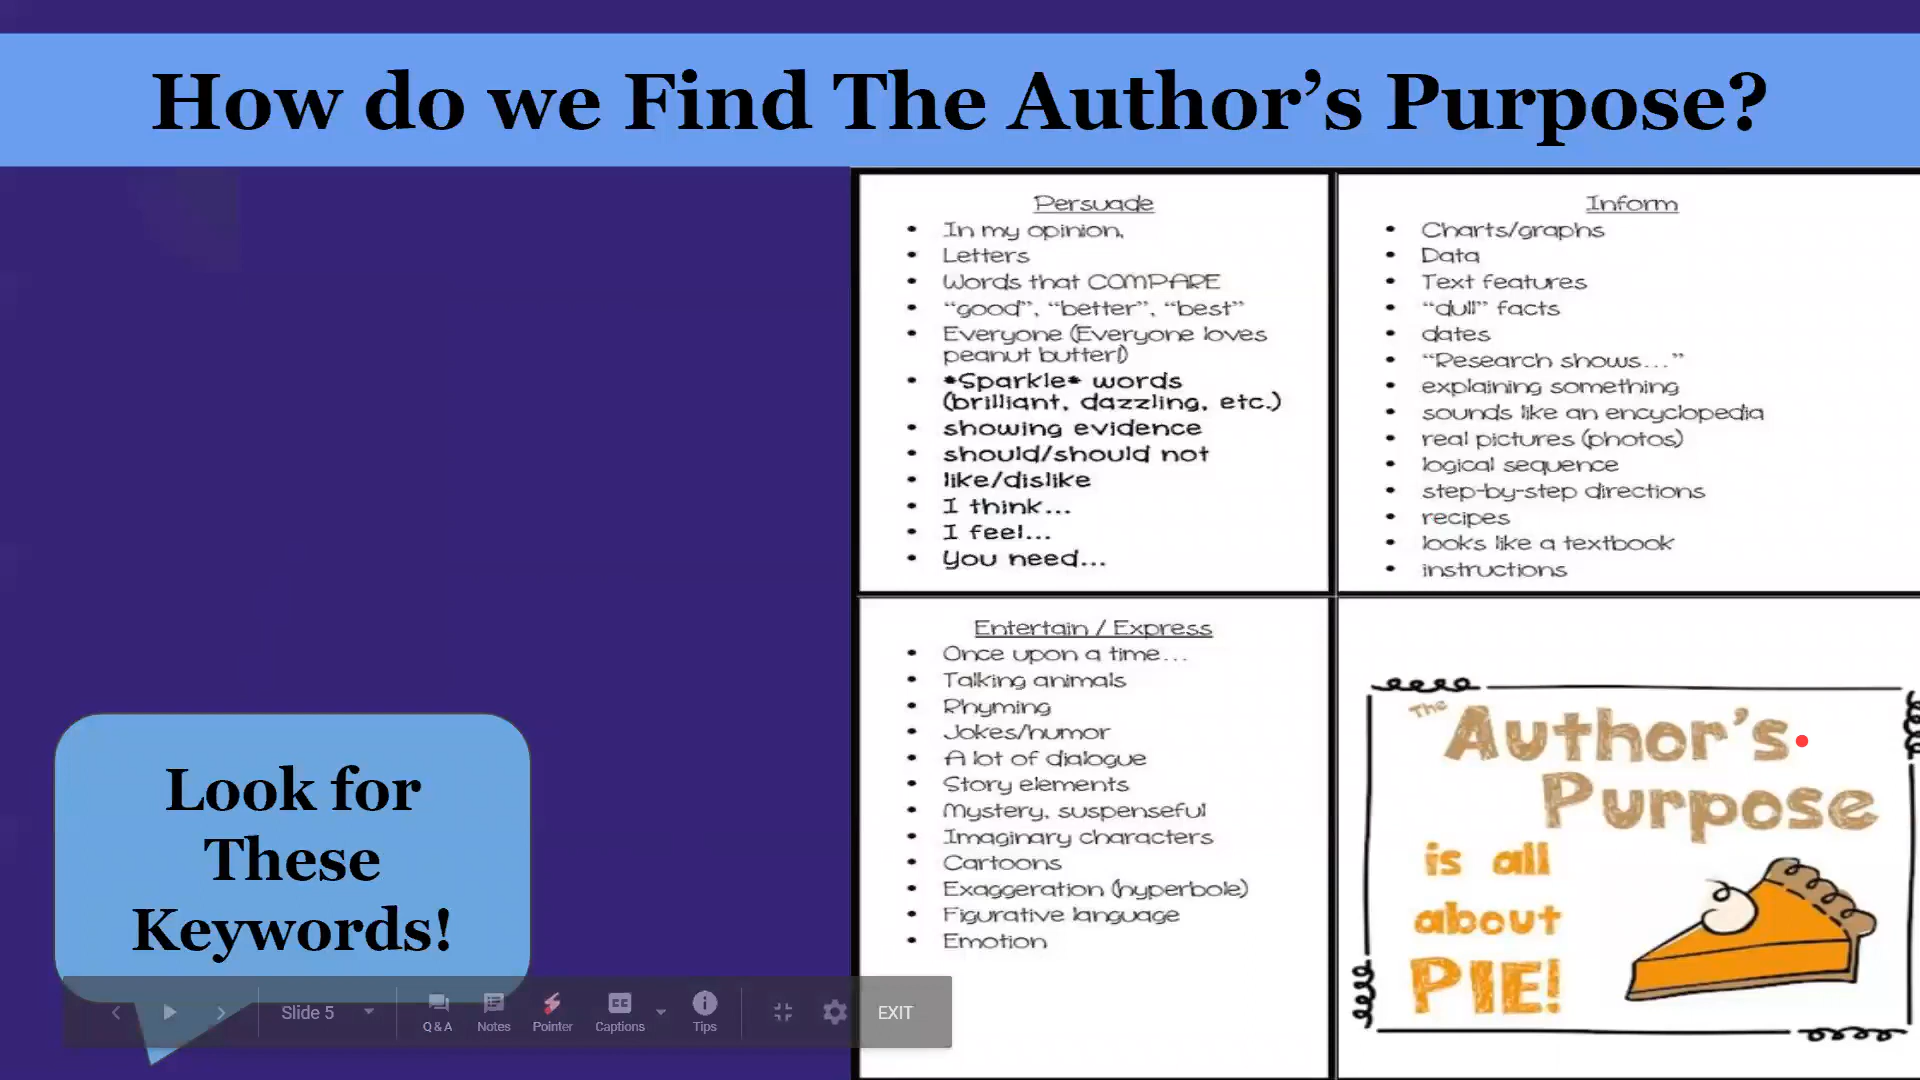 How do we Find The Author's Purpose?
Persuade
• In my opinion,
• Letters
• Words that COMPARE
• "good", "better", "best"
• Everyone (Everyone loves
peanut butter!)
• *Sparkle* words
(brilliant, dazzling, etc.)
• showing evidence
• should/should not
• like/dislike
• I think...
• I feel...
• You need...
Inform
• Charts/graphs
• Data
• Text features
• "dull" facts
• dates
• "Research shows..."
• explaining something
• sounds like an encyclopedia
• real pictures (photos)
• logical sequence
• step-by-step directions
• recipes
• looks like a textbook
• instructions
Entertain / Express
• Once upon a time...
• Talking animals
• Rhyming
• Jokes/humor
• A lot of dialogue
• Story elements
• Mystery, suspenseful
• Imaginary characters
• Cartoons
• Exaggeration (hyperbole)
• Figurative language
• Emotion
The Author's
Purpose
is all
about
PIE!
Look for
These
Keywords!
Slide 5
Q&A
Notes
Pointer
CC
Captions
Tips
EXIT